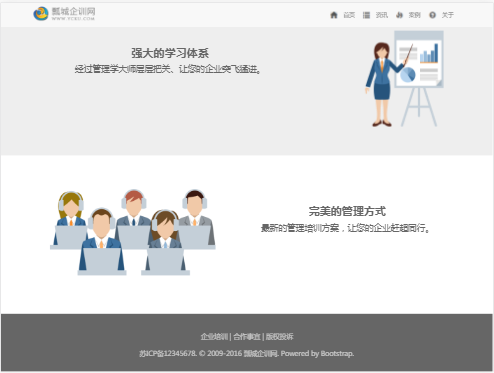 瓢城企训网
WWW.YCKU.COM
首页 资讯 案例 关于
强大的学习体系
经过管理学大师层层把关、让您的企业突飞猛进。
完美的管理方式
最新的管理培训方案，让您的企业赶超同行。
企业培训 | 合作事宜 | 版权投诉
苏ICP备12345678. © 2009-2016 瓢城企训网. Powered by Bootstrap.